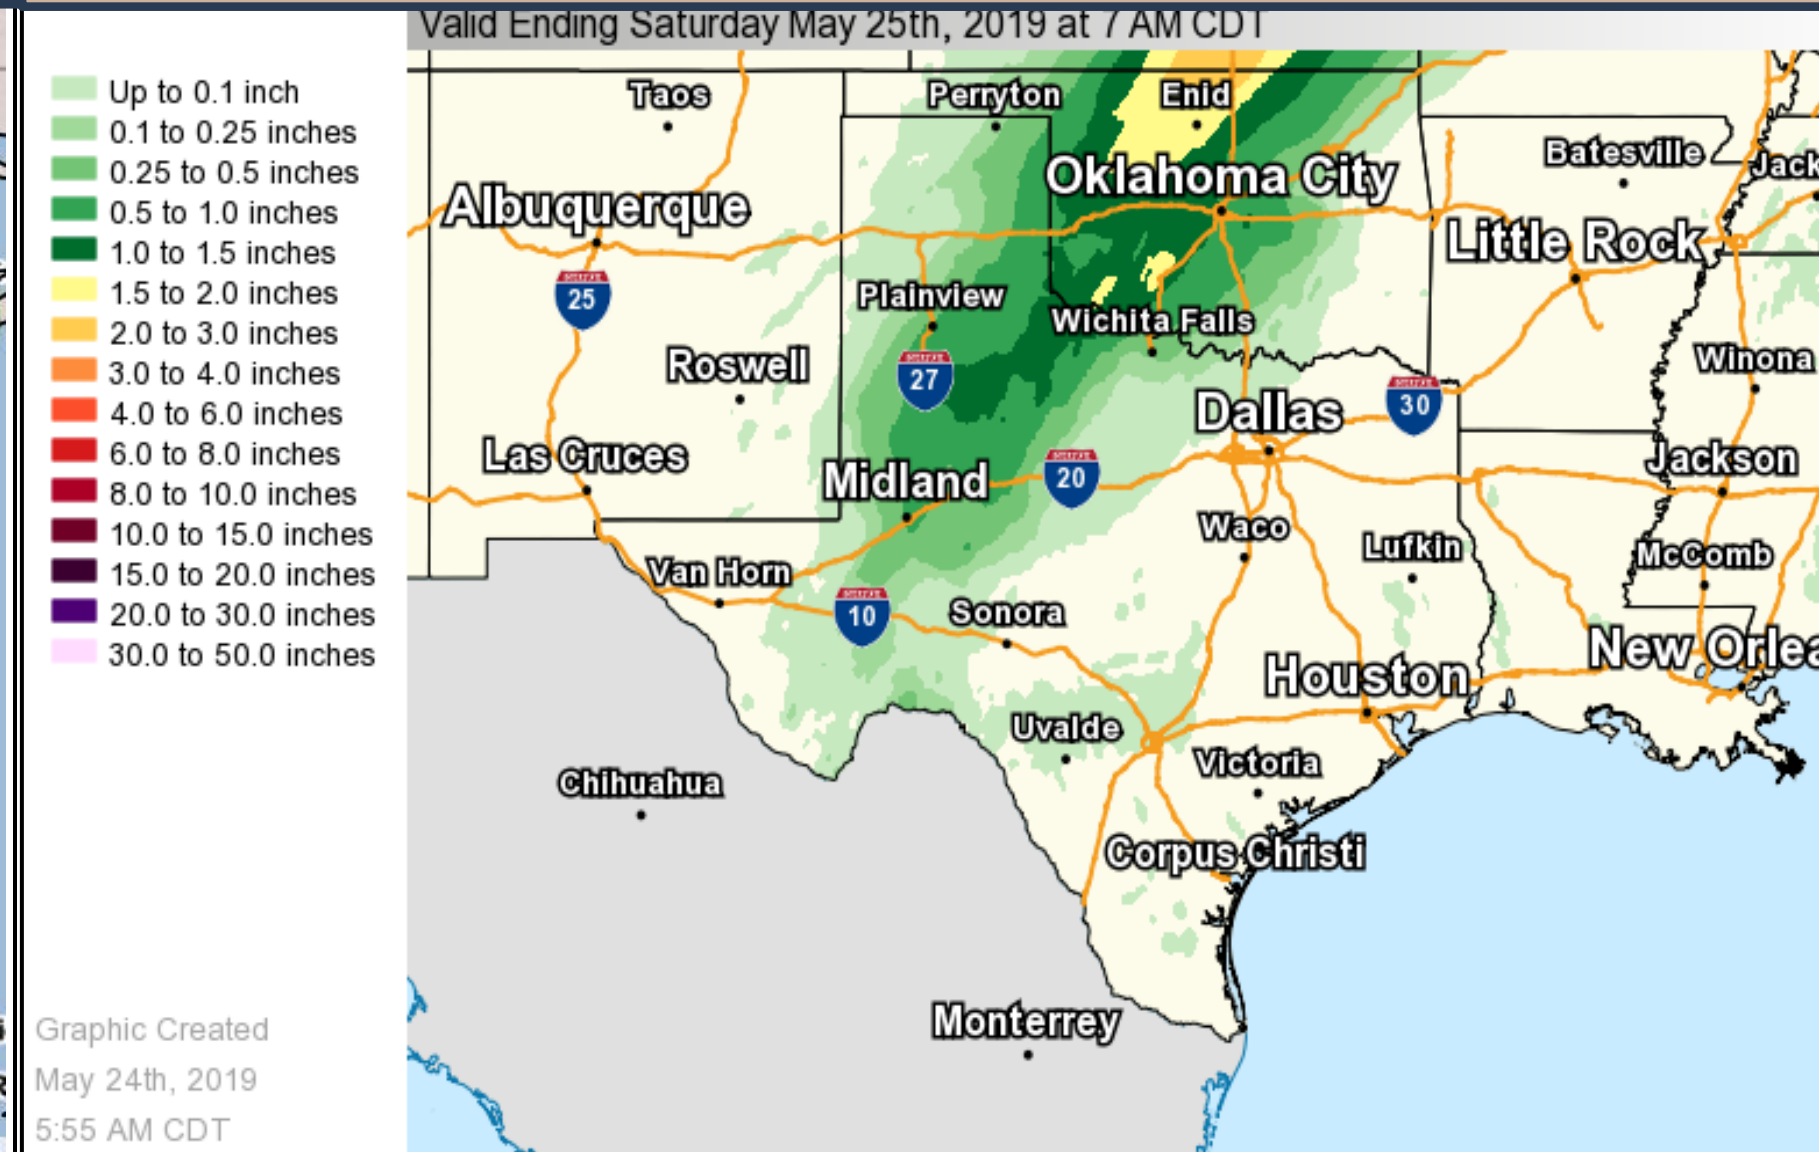 Valid Ending Saturday May 25th, 2019 at 7 AM CDT
Up to 0.1 inch
0.1 to 0.25 inches
0.25 to 0.5 inches
0.5 to 1.0 inches
1.0 to 1.5 inches
1.5 to 2.0 inches
2.0 to 3.0 inches
3.0 to 4.0 inches
4.0 to 6.0 inches
6.0 to 8.0 inches
8.0 to 10.0 inches
10.0 to 15.0 inches
15.0 to 20.0 inches
20.0 to 30.0 inches
30.0 to 50.0 inches
Graphic Created
May 24th, 2019
5:55 AM CDT
Taos
Perryton
Enid
Batesville
Jack
Oklahoma City
Albuquerque
Little Rock
25
Plainview
Wichita Falls
Winona
Roswell
27
30
Dallas
Las Cruces
Midland
20
Jackson
Waco
Lufkin
McComb
Van Horn
10
Sonora
New Orlea
Houston
Uvalde
Victoria
Chihuahua
Corpus Christi
Monterrey